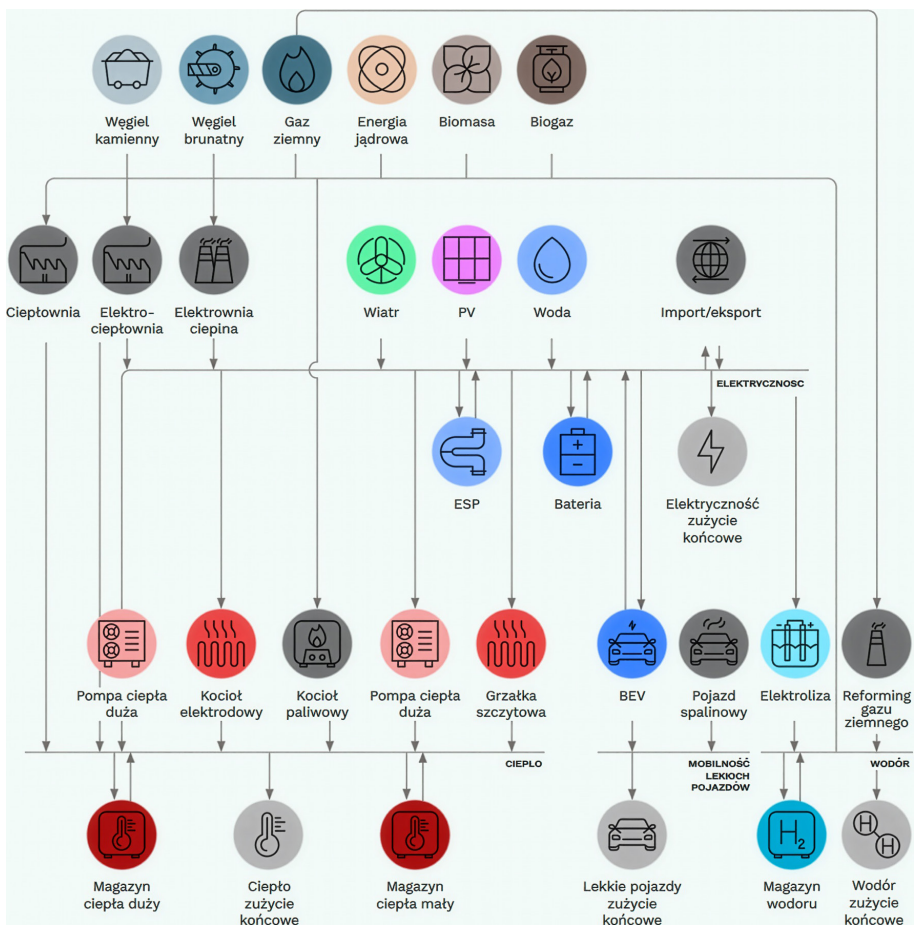 Węgiel
kamienny
Węgiel
brunatny
Gaz
ziemny
Energia
jądrowa
Biomasa
Biogaz
Ciepłownia
Elektro-
ciepłownia
Elektrownia
ciepina
Wiatr
PV
Woda
Import/eksport
ELEKTRYCZNOSC
ESP
Bateria
Elektryczność
zużycie
końcowe
Pompa ciepła
duża
Kocioł
elektrodowy
Kocioł
paliwowy
Pompa ciepła
duża
Grzałka
szczytowa
BEV
Pojazd
spalinowy
Elektroliza
Reforming
gazu
ziemnego
CIEPLO
MOBILNOŚĆ
LEKIOCH
POJAZDÓW
WODÓR
Magazyn
ciepła duży
Ciepło
zużycie
końcowe
Magazyn
ciepła mały
Lekkie pojazdy
zużycie
końcowe
H2
Magazyn
wodoru
H
H
Wodór
zużycie
końcowe